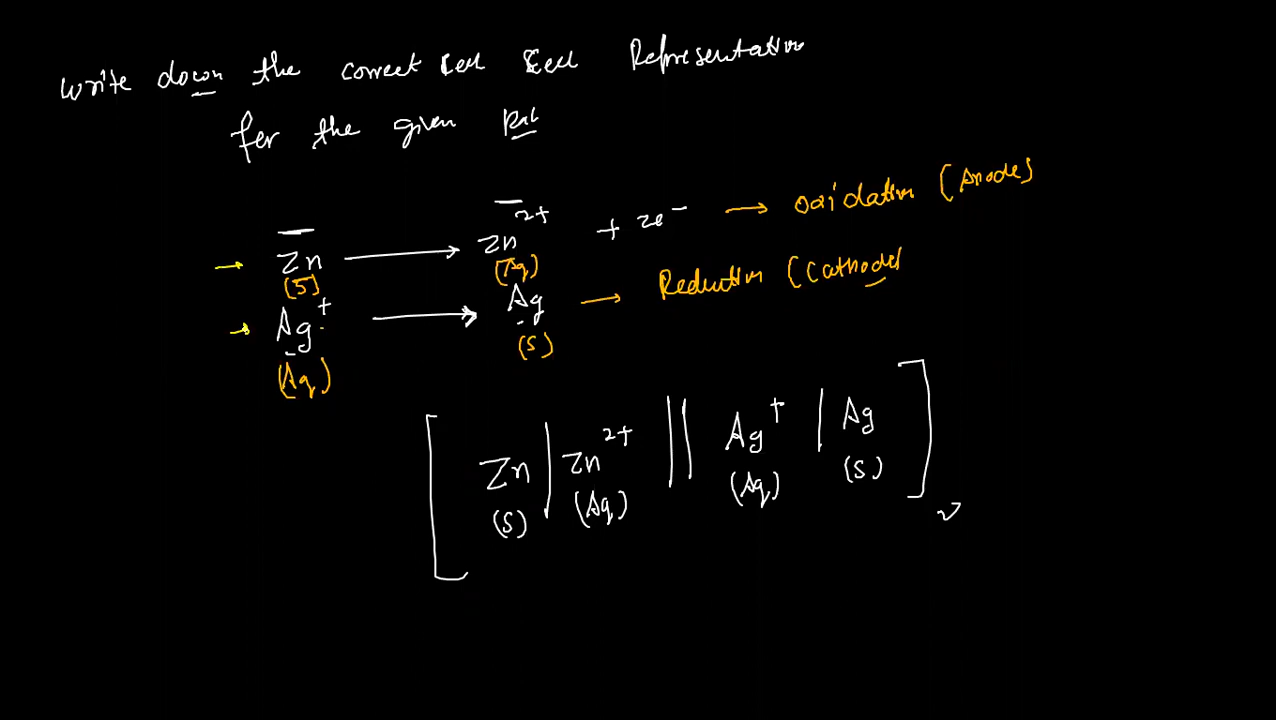 write down the correct cell Representation
for the given
Zn(s) ⟶ Zn²⁺(Aq) + 2e⁻ → oxidation (Anode)
Ag⁺(Aq) ⟶ Ag(s) → Reduction (Cathode)
[Zn(s) | Zn²⁺(Aq) || Ag⁺(Aq) | Ag(s)]